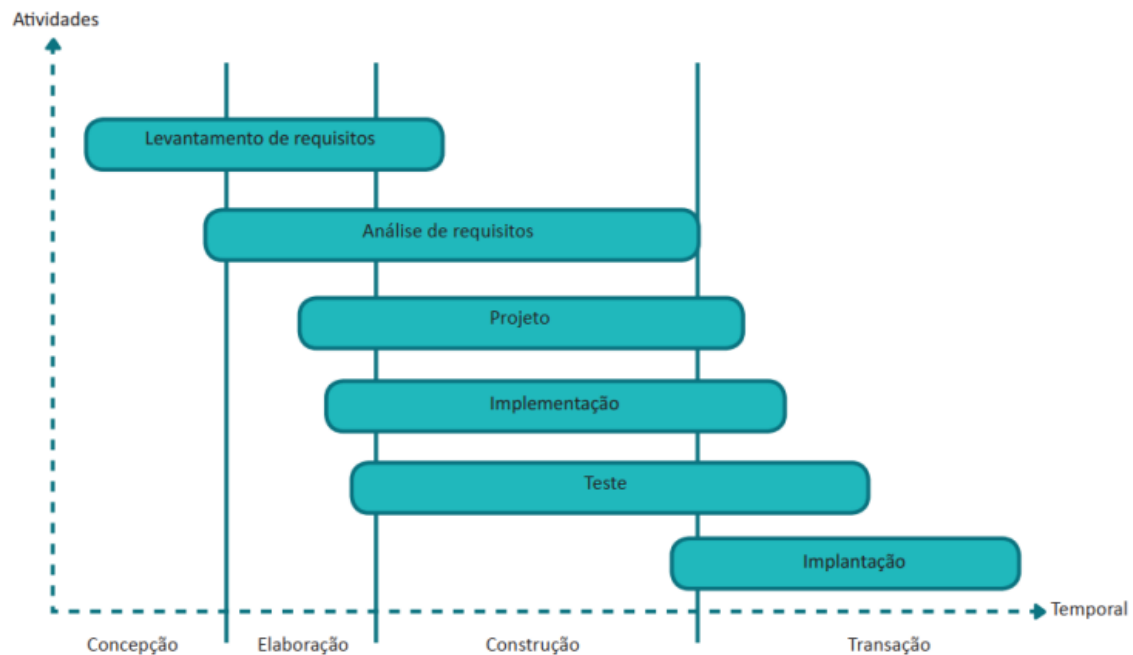 Atividades
Levantamento de requisitos
Análise de requisitos
Projeto
Implementação
Teste
Implantação
Temporal
Concepção
Elaboração
Construção
Transação